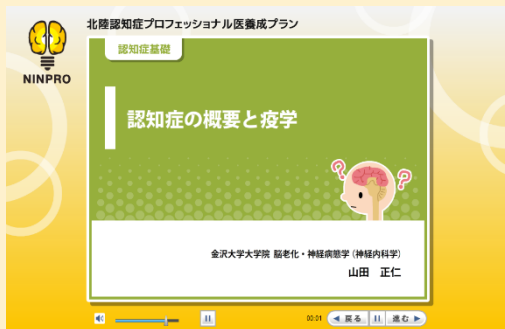 北陸認知症プロフェッショナル医養成プラン
NINPRO
認知症基礎
認知症の概要と疫学
? ?
金沢大学大学院 脳老化・神経病態学(神経内科学)
山田 正仁
00:01 ◀ 戻る 進む ▶